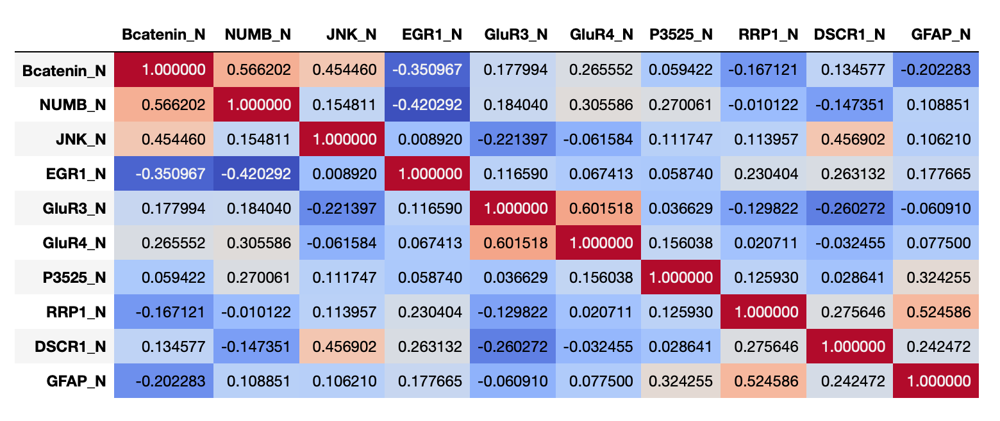 Bcatenin_N NUMB_N JNK_N EGR1_N GluR3_N GluR4_N P3525_N RRP1_N DSCR1_N GFAP_N
Bcatenin_N 1.000000 0.566202 0.454460 -0.350967 0.177994 0.265552 0.059422 -0.167121 0.134577 -0.202283
NUMB_N 0.566202 1.000000 0.154811 -0.420292 0.184040 0.305586 0.270061 -0.010122 -0.147351 0.108851
JNK_N 0.454460 0.154811 1.000000 0.008920 -0.221397 -0.061584 0.111747 0.113957 0.456902 0.106210
EGR1_N -0.350967 -0.420292 0.008920 1.000000 0.116590 0.067413 0.058740 0.230404 0.263132 0.177665
GluR3_N 0.177994 0.184040 -0.221397 0.116590 1.000000 0.601518 0.036629 -0.129822 -0.260272 -0.060910
GluR4_N 0.265552 0.305586 -0.061584 0.067413 0.601518 1.000000 0.156038 0.020711 -0.032455 0.077500
P3525_N 0.059422 0.270061 0.111747 0.058740 0.036629 0.156038 1.000000 0.125930 0.028641 0.324255
RRP1_N -0.167121 -0.010122 0.113957 0.230404 -0.129822 0.020711 0.125930 1.000000 0.275646 0.524586
DSCR1_N 0.134577 -0.147351 0.456902 0.263132 -0.260272 -0.032455 0.028641 0.275646 1.000000 0.242472
GFAP_N -0.202283 0.108851 0.106210 0.177665 -0.060910 0.077500 0.324255 0.524586 0.242472 1.000000